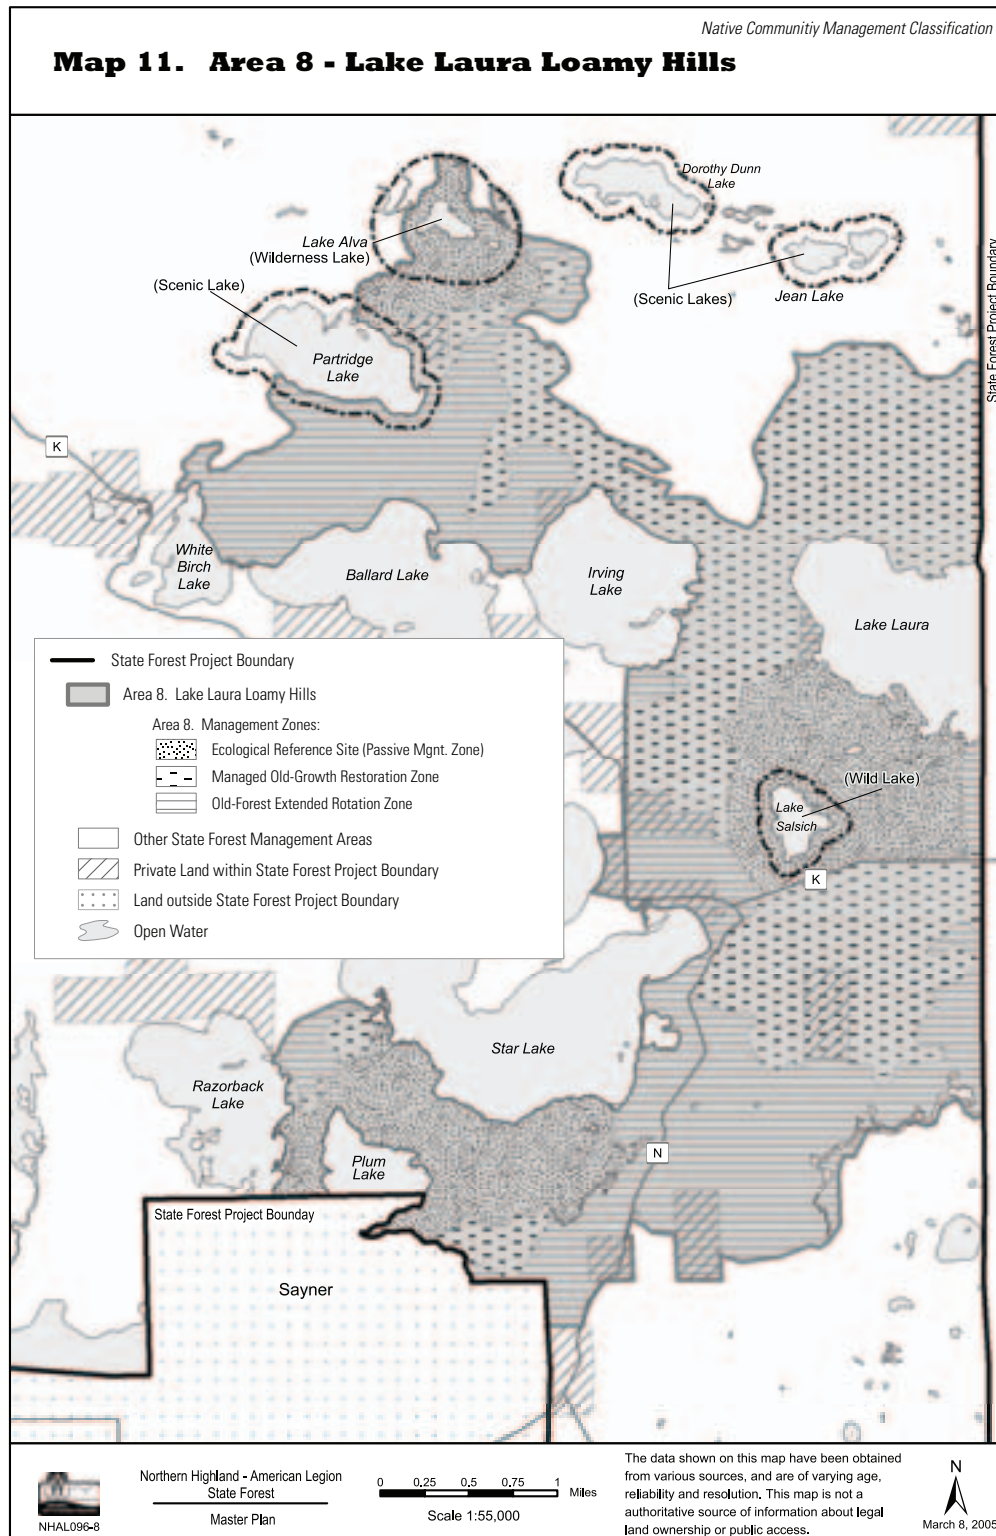 Native Communitiy Management Classification
Map 11. Area 8 - Lake Laura Loamy Hills
Dorothy Dunn
Lake
Lake Alva
(Wilderness Lake)
(Scenic Lake)
(Scenic Lakes)
Jean Lake
State Forest Project Boundary
Partridge
Lake
K
White
Birch
Lake
Ballard Lake
Irving
Lake
Lake Laura
State Forest Project Boundary
Area 8. Lake Laura Loamy Hills
Area 8. Management Zones:
Ecological Reference Site (Passive Mgnt. Zone)
Managed Old-Growth Restoration Zone
Old-Forest Extended Rotation Zone
Other State Forest Management Areas
Private Land within State Forest Project Boundary
Land outside State Forest Project Boundary
Open Water
(Wild Lake)
Lake
Salsich
K
Star Lake
Razorback
Lake
Plum
Lake
N
State Forest Project Bounday
Sayner
NHAL096-8
Northern Highland - American Legion
State Forest
Master Plan
0 0.25 0.5 0.75 1
Miles
Scale 1:55,000
The data shown on this map have been obtained
from various sources, and are of varying age,
reliability and resolution. This map is not a
authoritative source of information about legal
land ownership or public access.
N
March 8, 2005